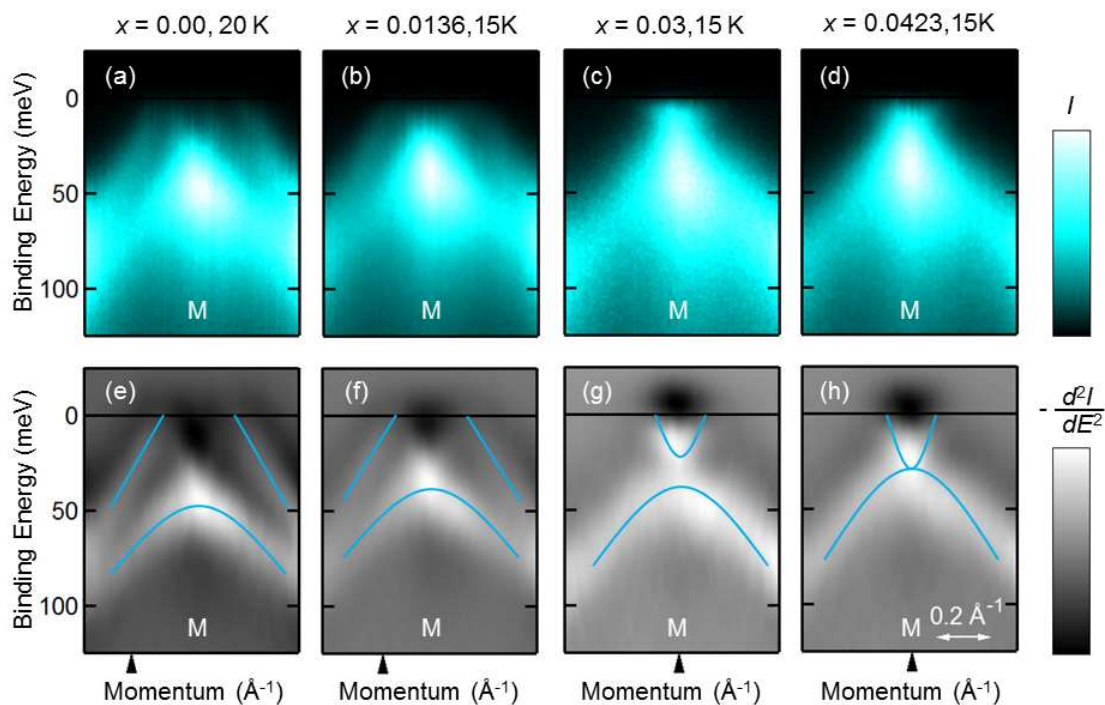 x = 0.00, 20 K
x = 0.0136,15K
x = 0.03,15 K
x = 0.0423,15K
(a)
(b)
(c)
(d)
I
Binding Energy (meV)
0
50
100
M
M
M
M
(e)
(f)
(g)
(h)
- d²I
dE²
Binding Energy (meV)
0
50
100
M
M
M
M
0.2 Å⁻¹
Momentum (Å⁻¹)
Momentum (Å⁻¹)
Momentum (Å⁻¹)
Momentum (Å⁻¹)